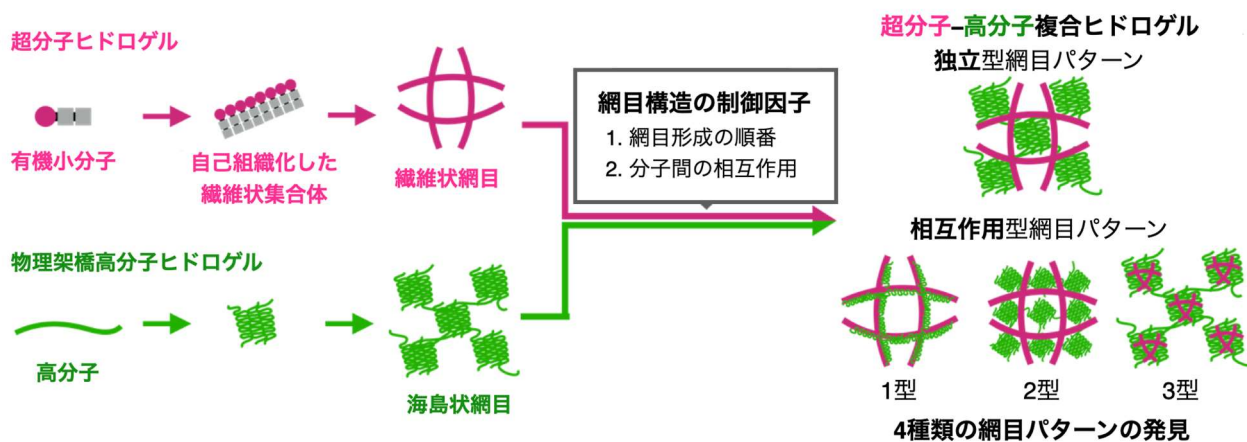 超分子ヒドロゲル
有機小分子
自己組織化した
繊維状集合体
繊維状網目
物理架橋高分子ヒドロゲル
高分子
海島状網目
網目構造の制御因子
1. 網目形成の順番
2. 分子間の相互作用
超分子–高分子複合ヒドロゲル
独立型網目パターン
相互作用型網目パターン
1型
2型
3型
4種類の網目パターンの発見